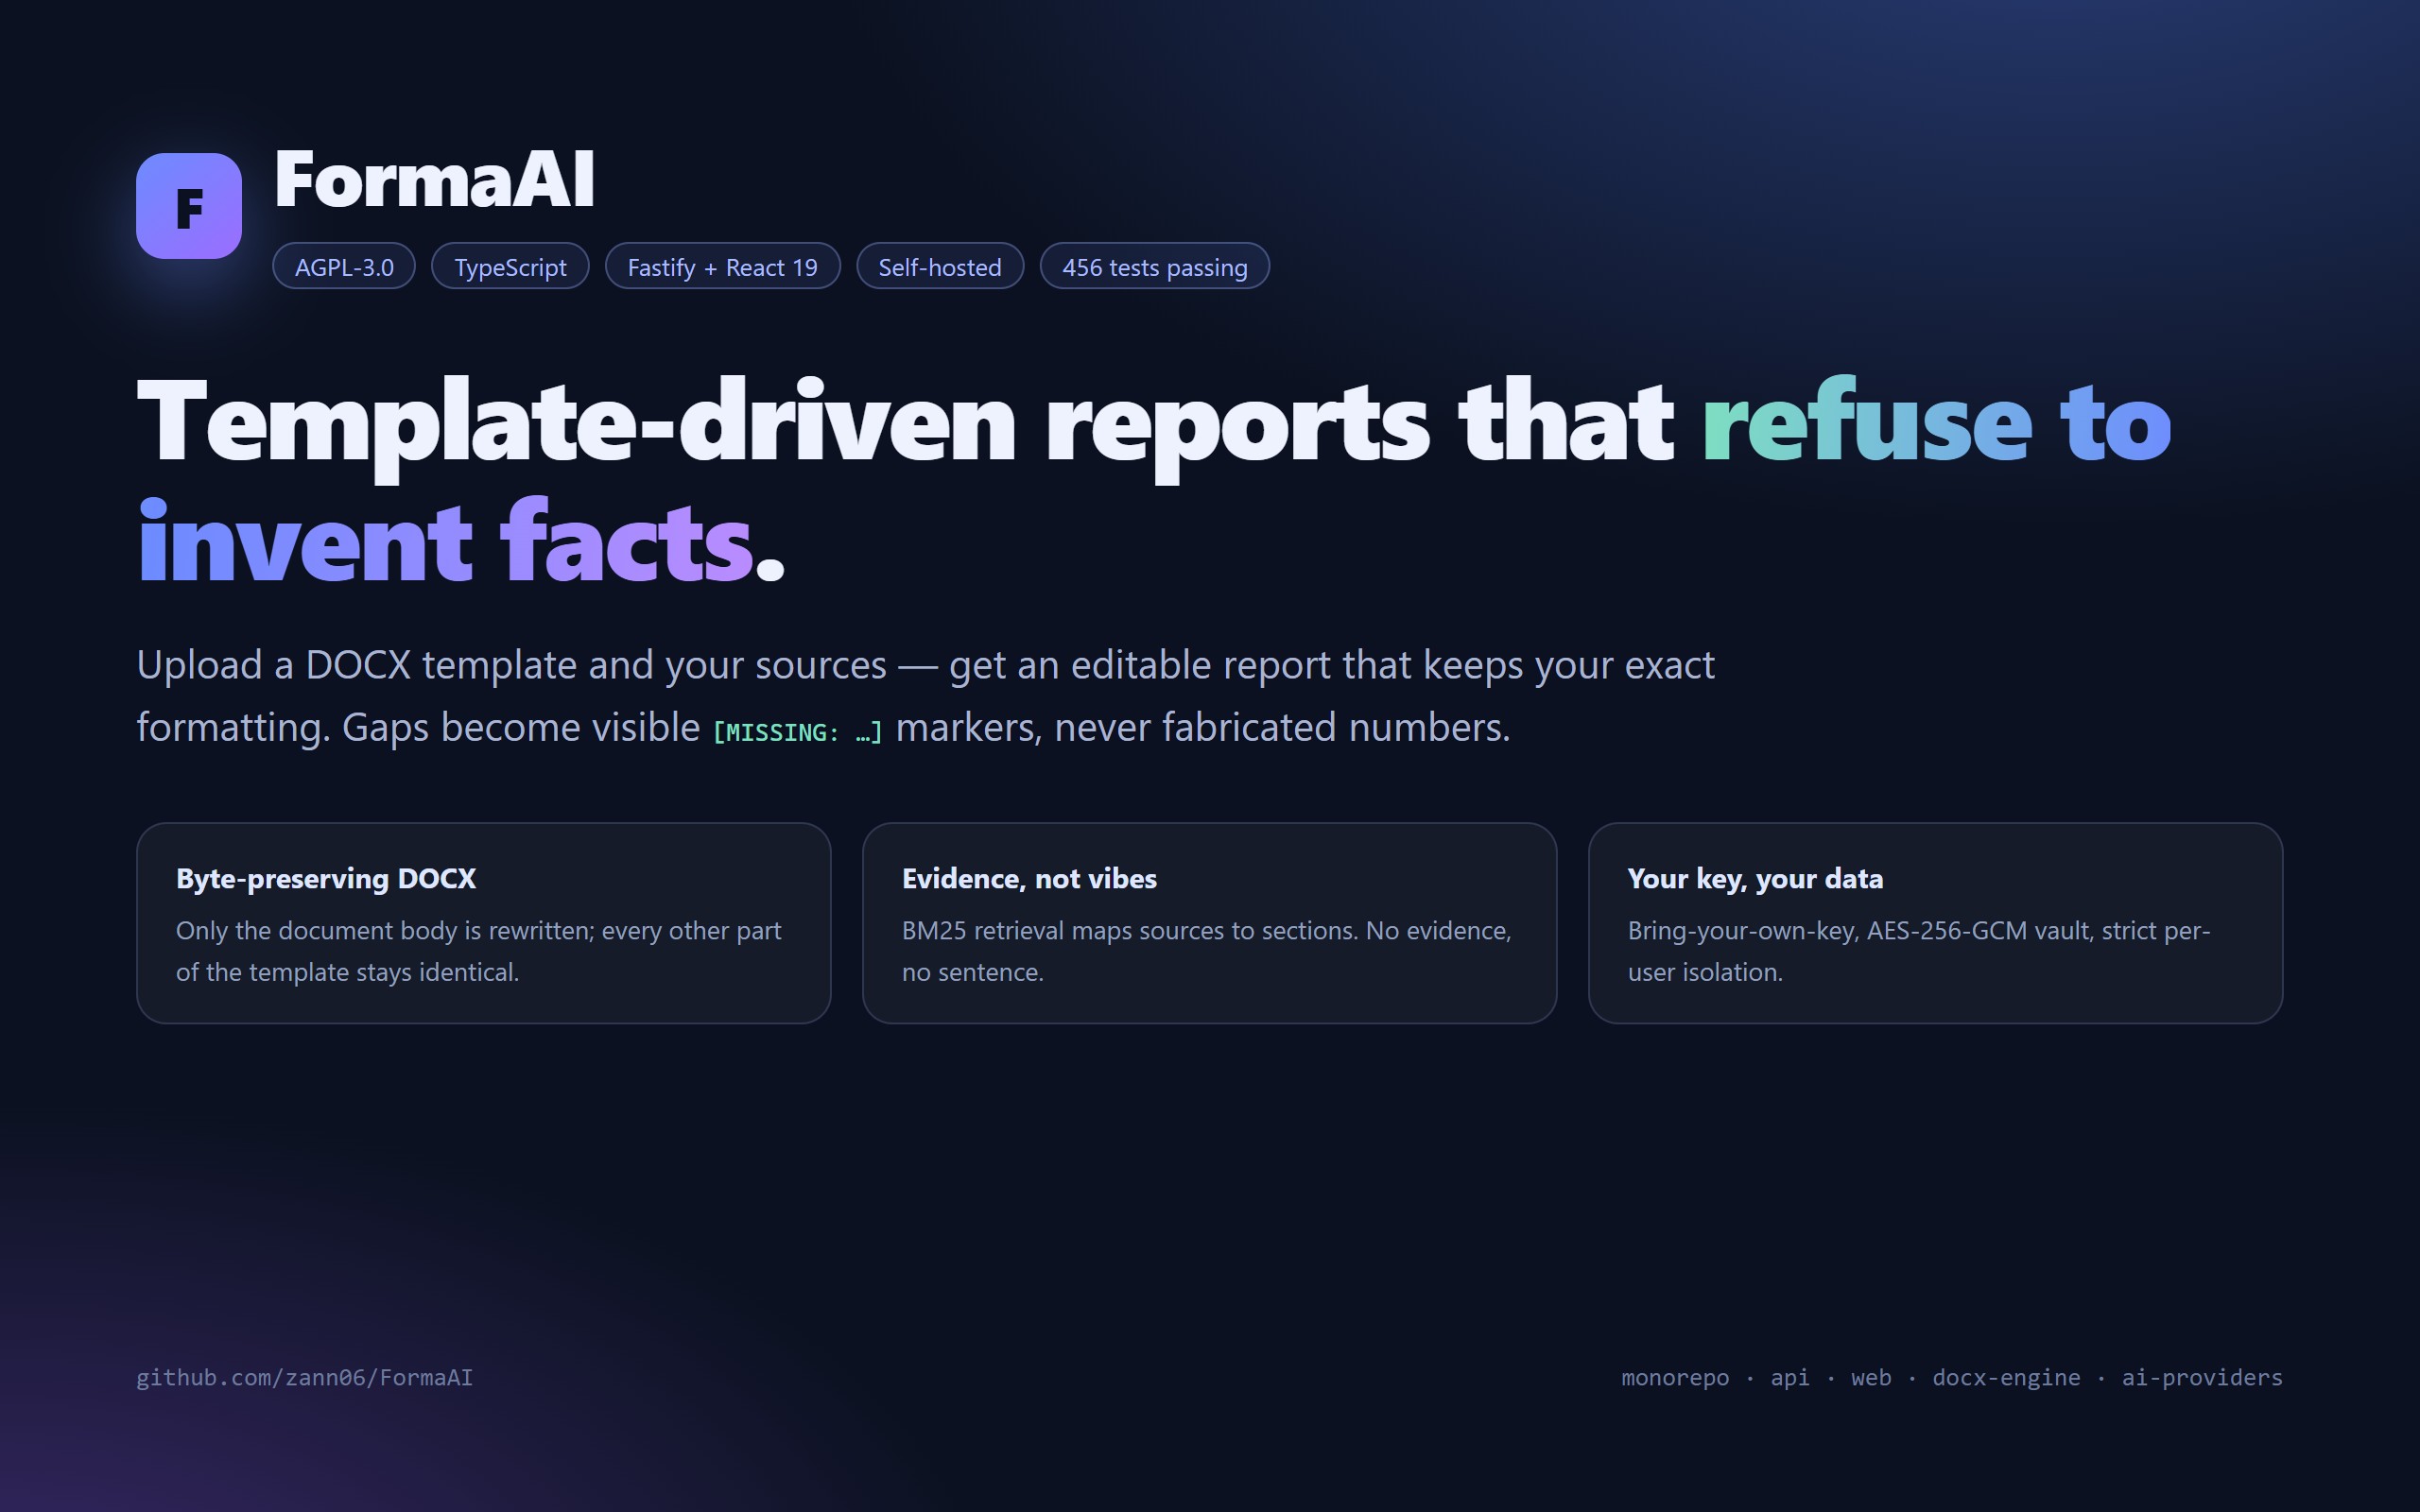 F
FormaAI
AGPL-3.0 TypeScript Fastify + React 19 Self-hosted 456 tests passing
Template-driven reports that refuse to
invent facts.
Upload a DOCX template and your sources — get an editable report that keeps your exact
formatting. Gaps become visible [MISSING: …] markers, never fabricated numbers.
Byte-preserving DOCX
Only the document body is rewritten; every other part
of the template stays identical.
Evidence, not vibes
BM25 retrieval maps sources to sections. No evidence,
no sentence.
Your key, your data
Bring-your-own-key, AES-256-GCM vault, strict per-
user isolation.
github.com/zann06/FormaAI
monorepo · api · web · docx-engine · ai-providers